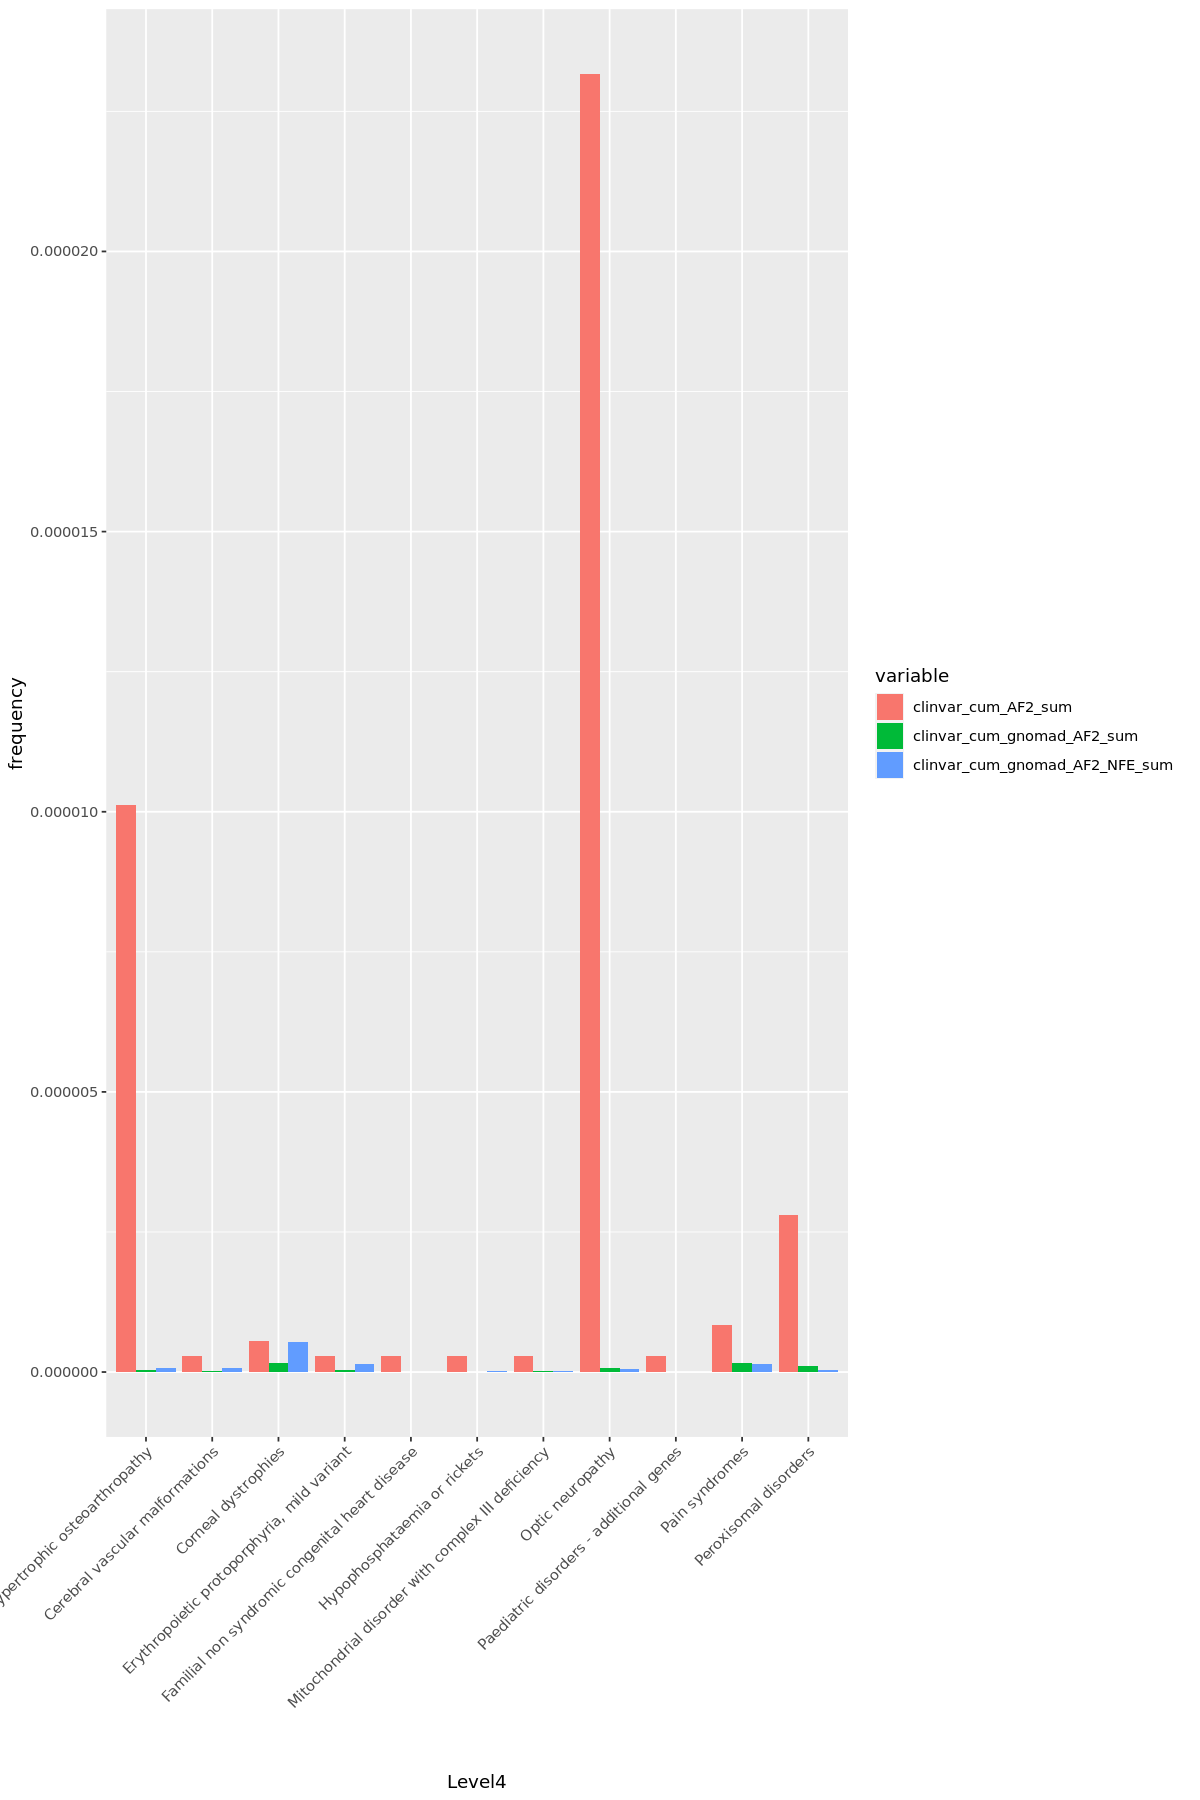 frequency
0.000020
0.000015
0.000010
0.000005
0.000000
variable
clinvar_cum_AF2_sum
clinvar_cum_gnomad_AF2_sum
clinvar_cum_gnomad_AF2_NFE_sum
osteoarthropathy
Cerebral vascular malformations
Corneal dystrophies
Erythropoietic protoporphyria, mild variant
Familial non syndromic congenital heart disease
Hypophosphataemia or rickets
Mitochondrial disorder with complex III deficiency
Optic neuropathy
Paediatric disorders - additional genes
Pain syndromes
Peroxisomal disorders
Level4